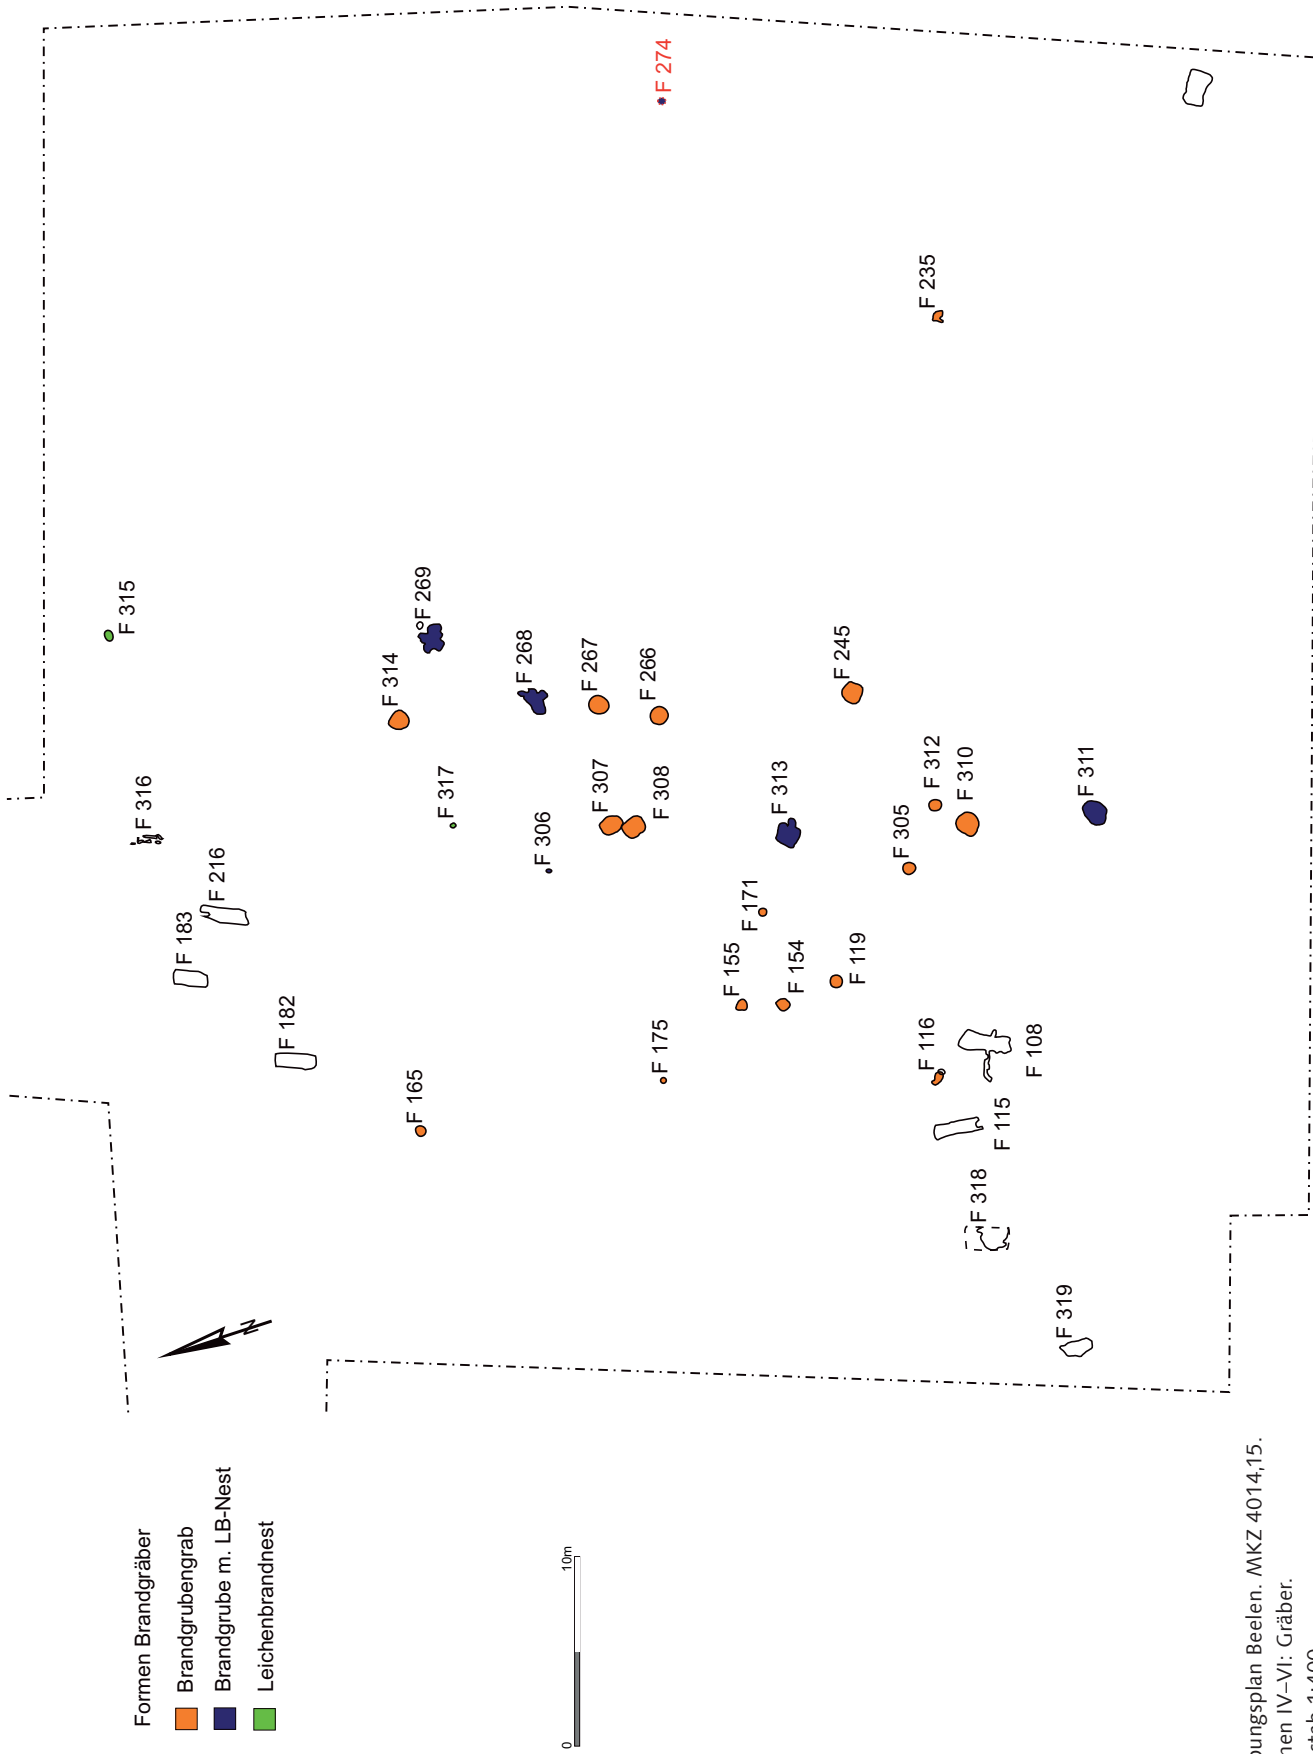 F 274
F 235
F 315
F 269
F 314
F 268
F 267
F 266
F 245
F 316
F 317
F 307
F 308
F 306
F 313
F 312
F 310
F 305
F 311
F 216
F 183
F 182
F 171
F 155
F 154
F 119
F 175
F 165
F 116
F 108
F 115
F 318
F 319
N
Formen Brandgräber
Brandgrubengrab
Brandgrube m. LB-Nest
Leichenbrandnest
0 10m
Beelen. MKZ 4014,15.
IV–VI: Gräber.
1:400